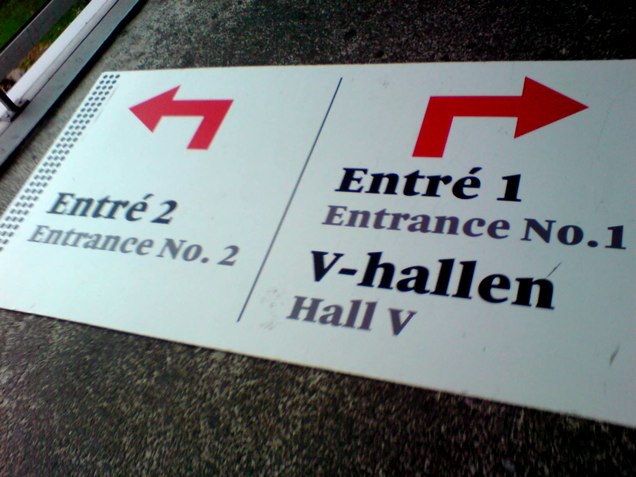 Entré 2
Entrance No. 2
Entré 1
Entrance No.1
V-hallen
Hall V